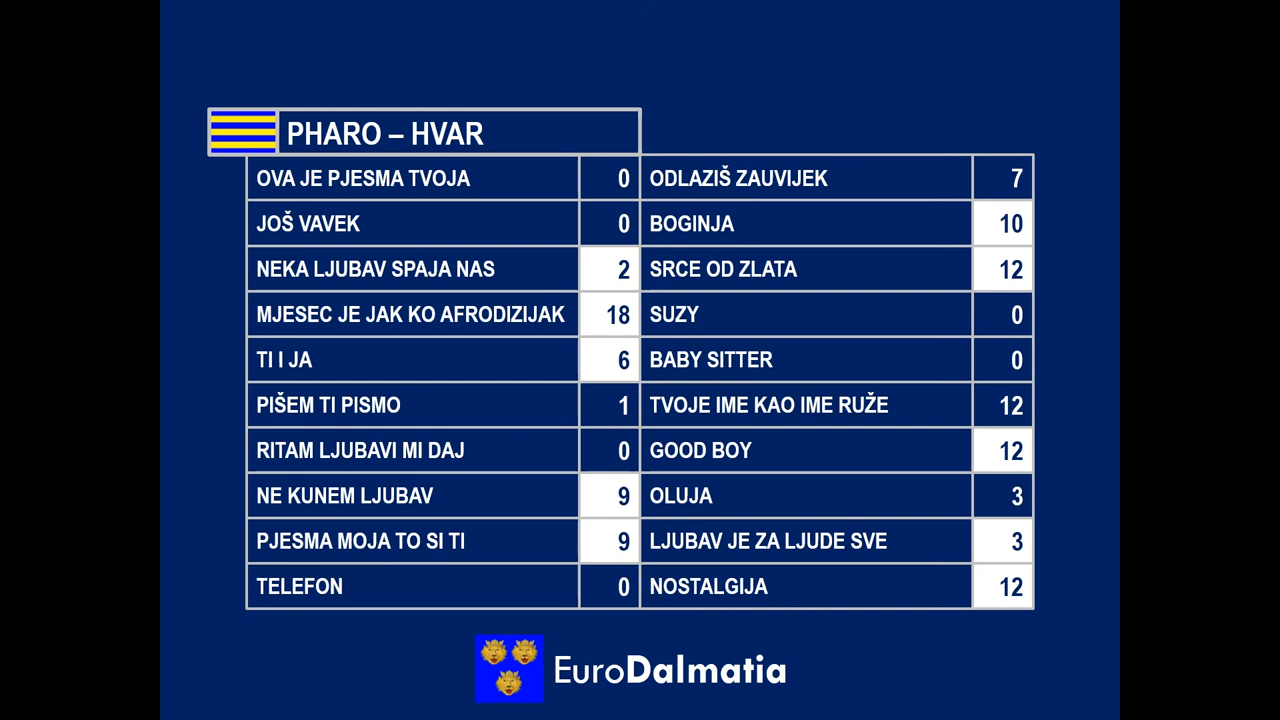 PHARO – HVAR
OVA JE PJESMA TVOJA 0 ODLAZIŠ ZAUVIJEK 7
JOŠ VAVEK 0 BOGINJA 10
NEKA LJUBAV SPAJA NAS 2 SRCE OD ZLATA 12
MJESEC JE JAK KO AFRODIZIJAK 18 SUZY 0
TI I JA 6 BABY SITTER 0
PIŠEM TI PISMO 1 TVOJE IME KAO IME RUŽE 12
RITAM LJUBAVI MI DAJ 0 GOOD BOY 12
NE KUNEM LJUBAV 9 OLUJA 3
PJESMA MOJA TO SI TI 9 LJUBAV JE ZA LJUDE SVE 3
TELEFON 0 NOSTALGIJA 12
EuroDalmatia